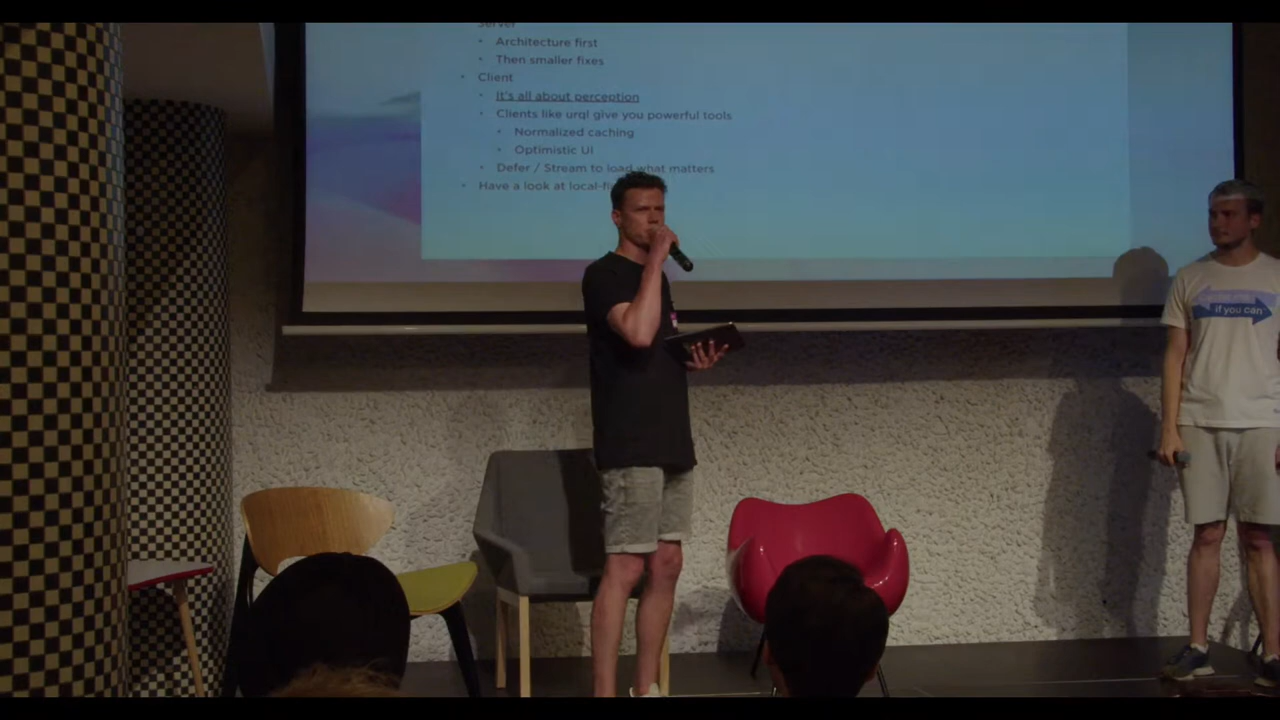 Server
• Architecture first
• Then smaller fixes
• Client
• It's all about perception
• Clients like urql give you powerful tools
• Normalized caching
• Optimistic UI
• Defer / Stream to load what matters
• Have a look at
if you can